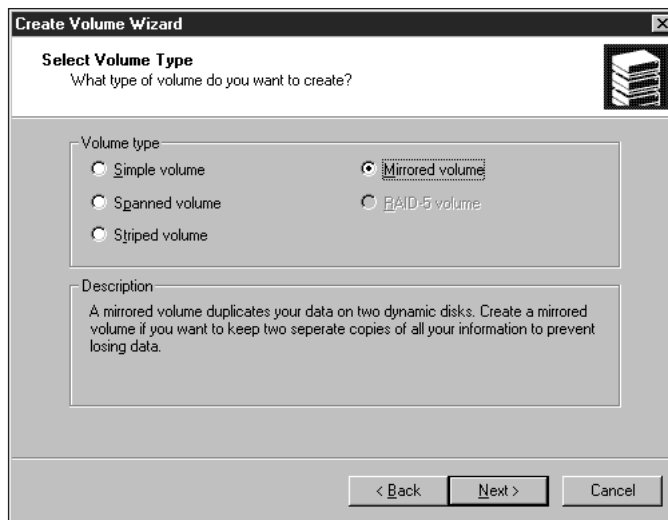 Create Volume Wizard
Select Volume Type
What type of volume do you want to create?
Volume type
Simple volume
Mirrored volume
Spanned volume
RAID-5 volume
Striped volume
Description
A mirrored volume duplicates your data on two dynamic disks. Create a mirrored
volume if you want to keep two seperate copies of all your information to prevent
losing data.
< Back
Next >
Cancel